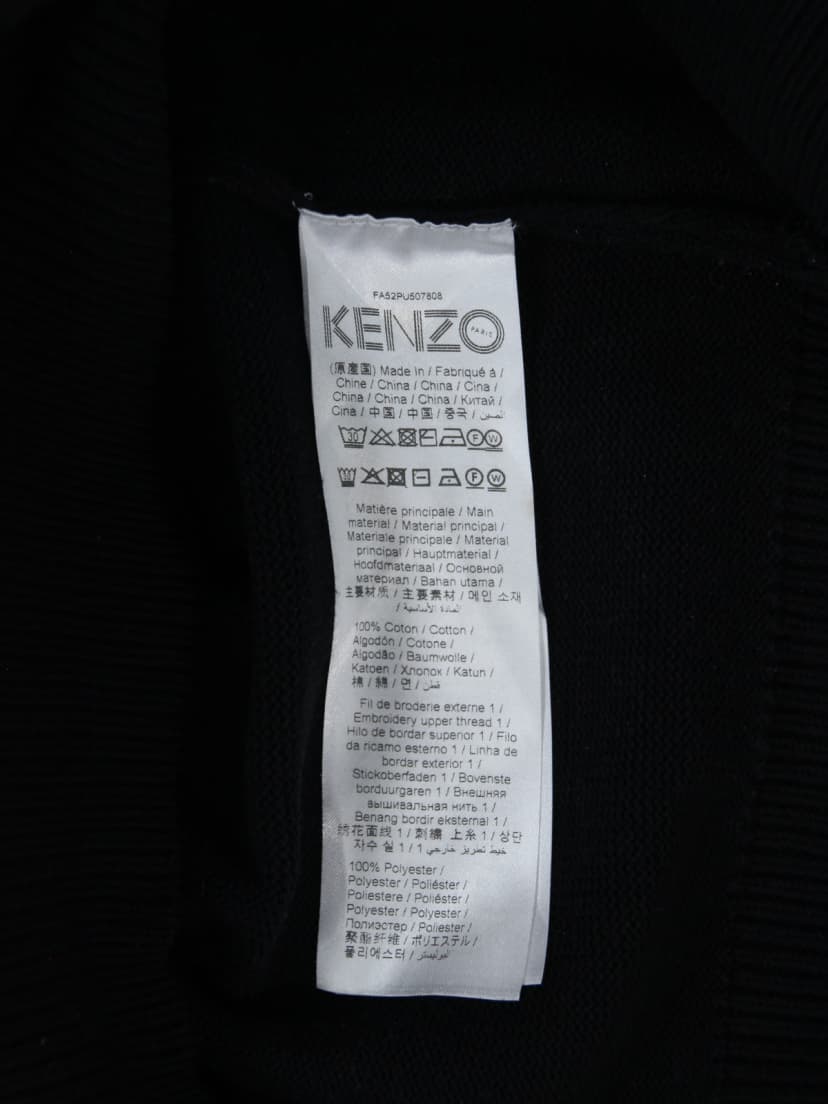 FA52PU507808
KENZO
PARIS
(原産国) Made in / Fabriqué à /
Chine / China / China / Cina /
China / China / China / Китай /
Cina / 中国 / 中国 / 중국 / الصين
30 F W
30 F W
Matière principale / Main
material / Material principal /
Materiale principale / Material
principal / Hauptmaterial /
Hoofdmateriaal / Основной
материал / Bahan utama /
主要材质 / 主要素材 / 메인 소재
/ المادة الأساسية /
100% Coton / Cotton /
Algodón / Cotone /
Algodão / Baumwolle /
Katoen / Хлопок / Katun /
棉 / 綿 / 면 / قطن
Fil de broderie externe 1 /
Embroidery upper thread 1 /
Hilo de bordar superior 1 / Filo
da ricamo esterno 1 / Linha de
bordar exterior 1 /
Stickoberfaden 1 / Bovenste
borduurgaren 1 / Внешняя
вышивальная нить 1 /
Benang bordir eksternal 1 /
绣花面线 1 / 刺繍 上糸 1 / 상단
자수 실 1 / خيط تطريز خارجي 1
100% Polyester /
Polyester / Poliéster /
Poliestere / Poliéster /
Polyester / Polyester /
Полиэстер / Poliester /
聚酯纤维 / ポリエステル /
폴리에스터 / البوليستر